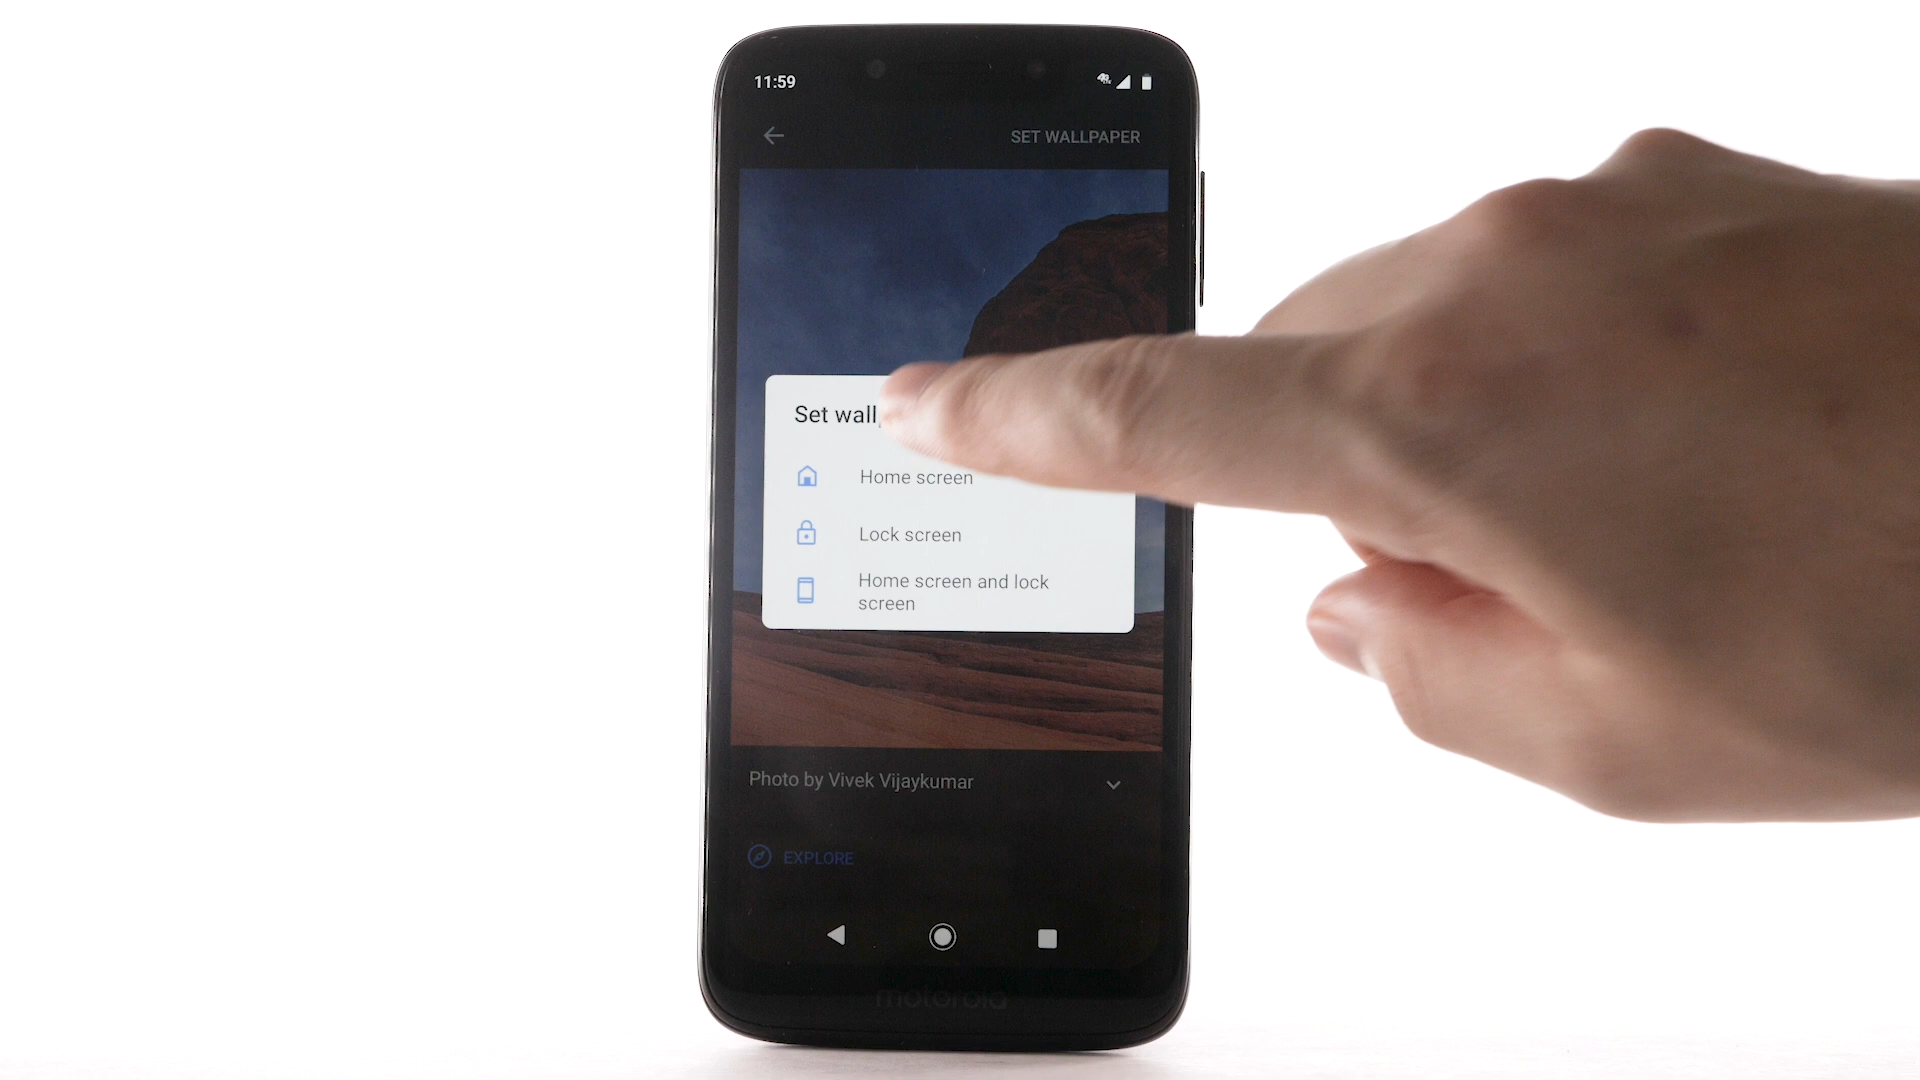 11:59
SET WALLPAPER
Set wall
Home screen
Lock screen
Home screen and lock
screen
Photo by Vivek Vijaykumar
EXPLORE
motorola